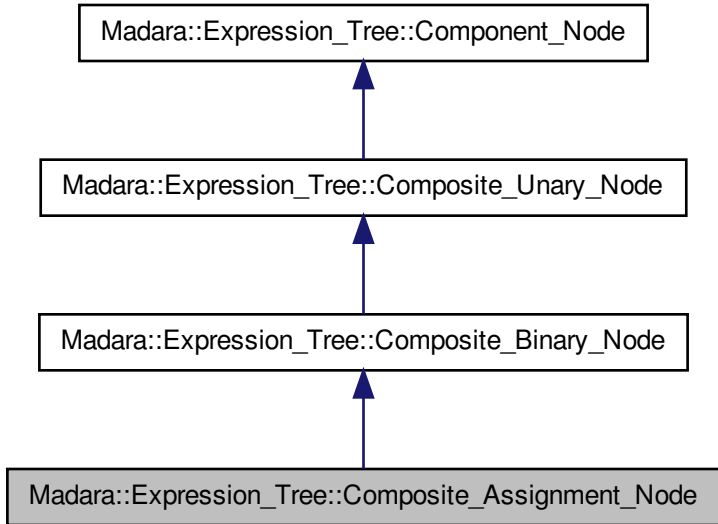 Madara::Expression_Tree::Component_Node
Madara::Expression_Tree::Composite_Unary_Node
Madara::Expression_Tree::Composite_Binary_Node
Madara::Expression_Tree::Composite_Assignment_Node